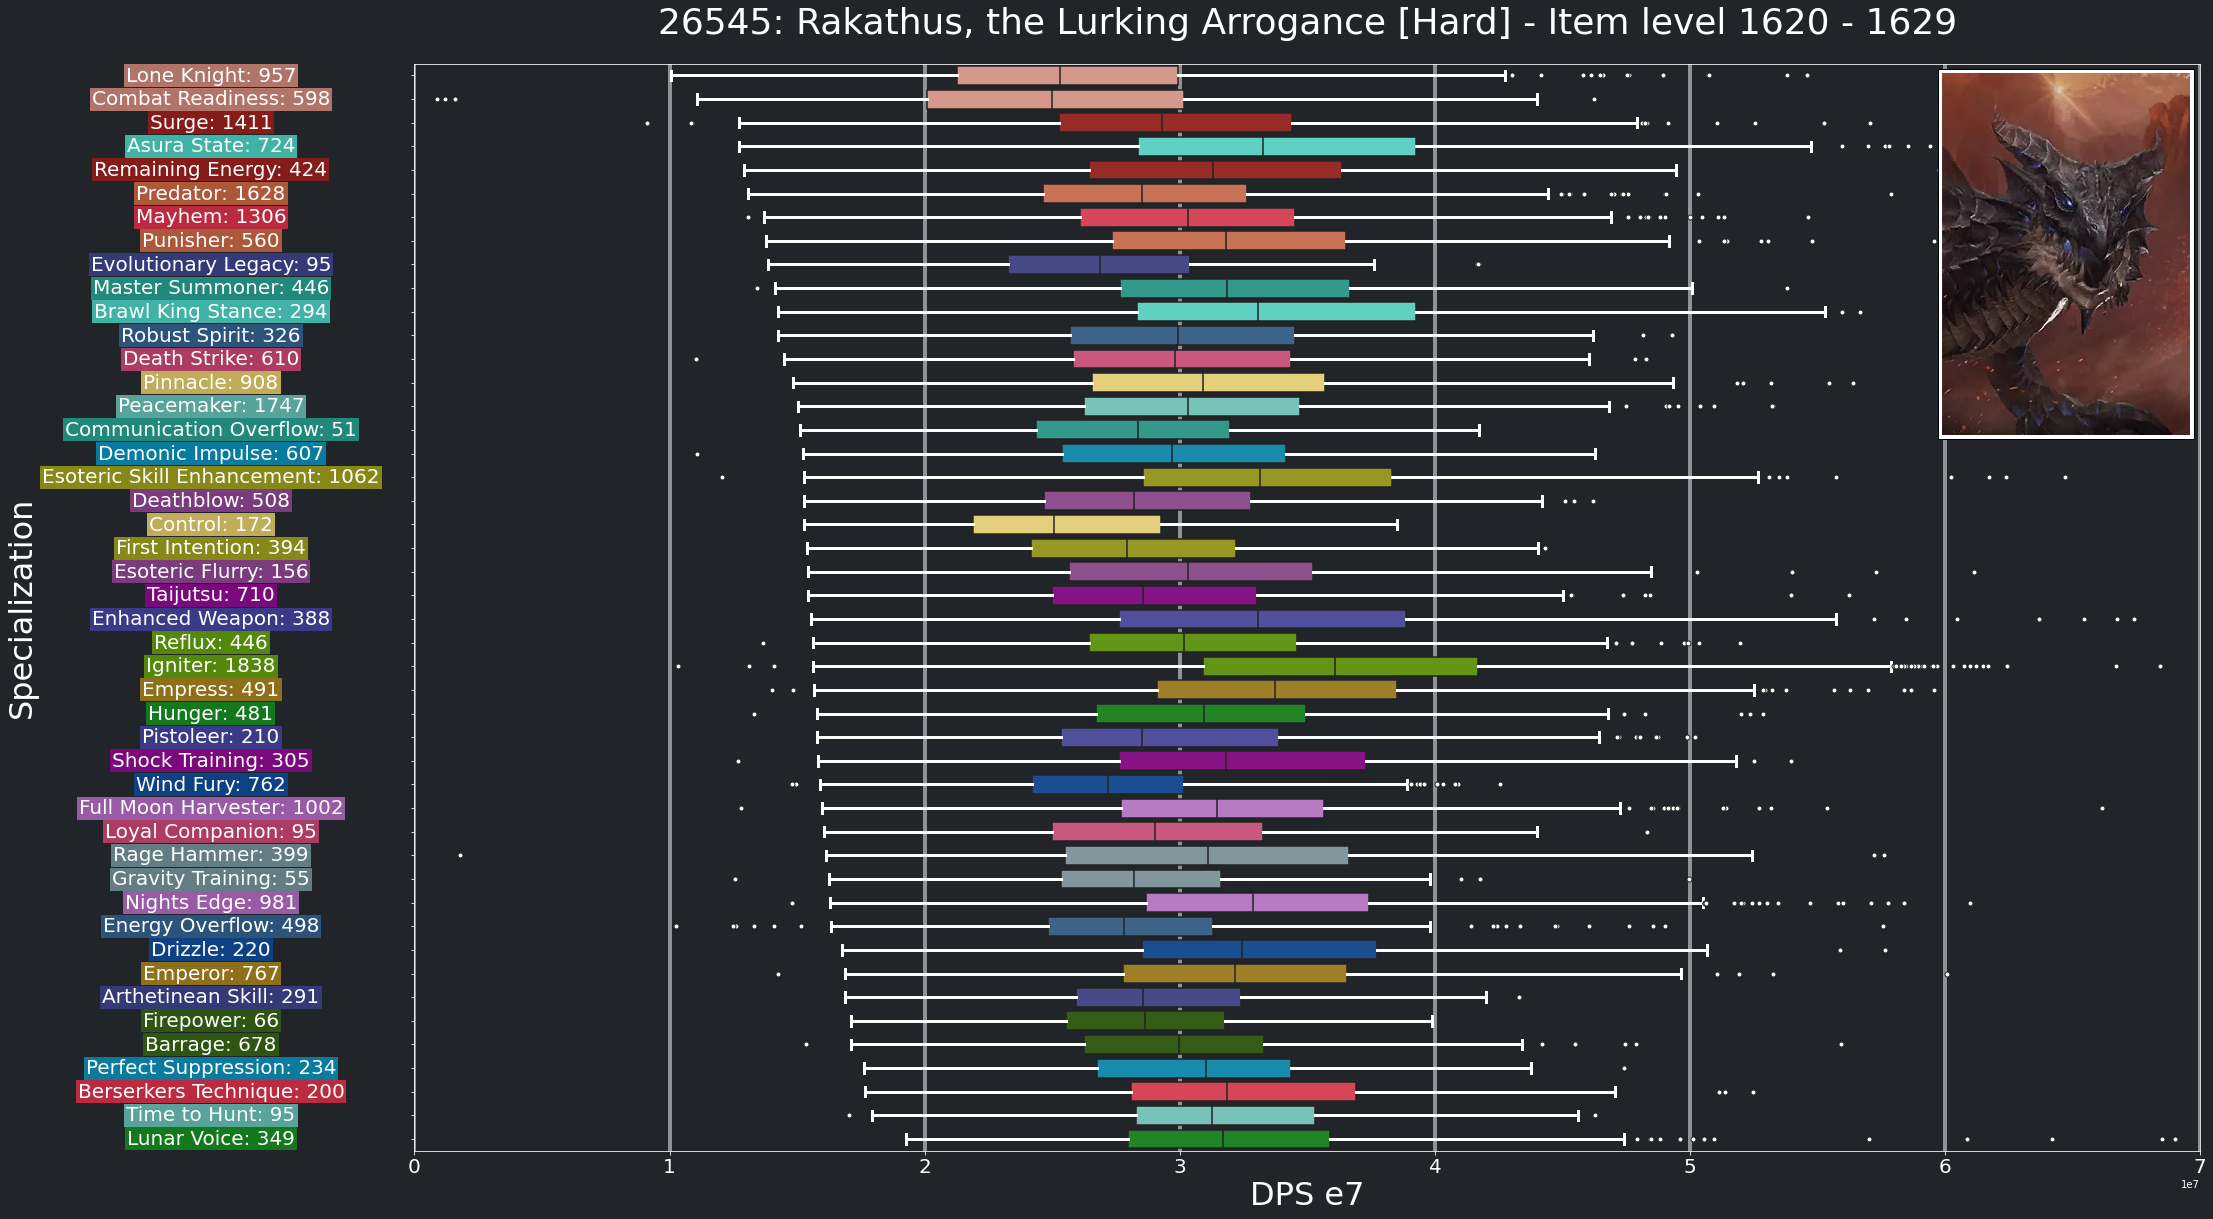 26545: Rakathus, the Lurking Arrogance [Hard] - Item level 1620 - 1629
Lone Knight: 957
Combat Readiness: 598
Surge: 1411
Asura State: 724
Remaining Energy: 424
Predator: 1628
Mayhem: 1306
Punisher: 560
Evolutionary Legacy: 95
Master Summoner: 446
Brawl King Stance: 294
Robust Spirit: 326
Death Strike: 610
Pinnacle: 908
Peacemaker: 1747
Communication Overflow: 51
Demonic Impulse: 607
Esoteric Skill Enhancement: 1062
Deathblow: 508
Control: 172
First Intention: 394
Esoteric Flurry: 156
Taijutsu: 710
Enhanced Weapon: 388
Reflux: 446
Igniter: 1838
Empress: 491
Hunger: 481
Pistoleer: 210
Shock Training: 305
Wind Fury: 762
Full Moon Harvester: 1002
Loyal Companion: 95
Rage Hammer: 399
Gravity Training: 55
Nights Edge: 981
Energy Overflow: 498
Drizzle: 220
Emperor: 767
Arthetinean Skill: 291
Firepower: 66
Barrage: 678
Perfect Suppression: 234
Berserkers Technique: 200
Time to Hunt: 95
Lunar Voice: 349
Specialization
0 1 2 3 4 5 6 7
1e7
DPS e7